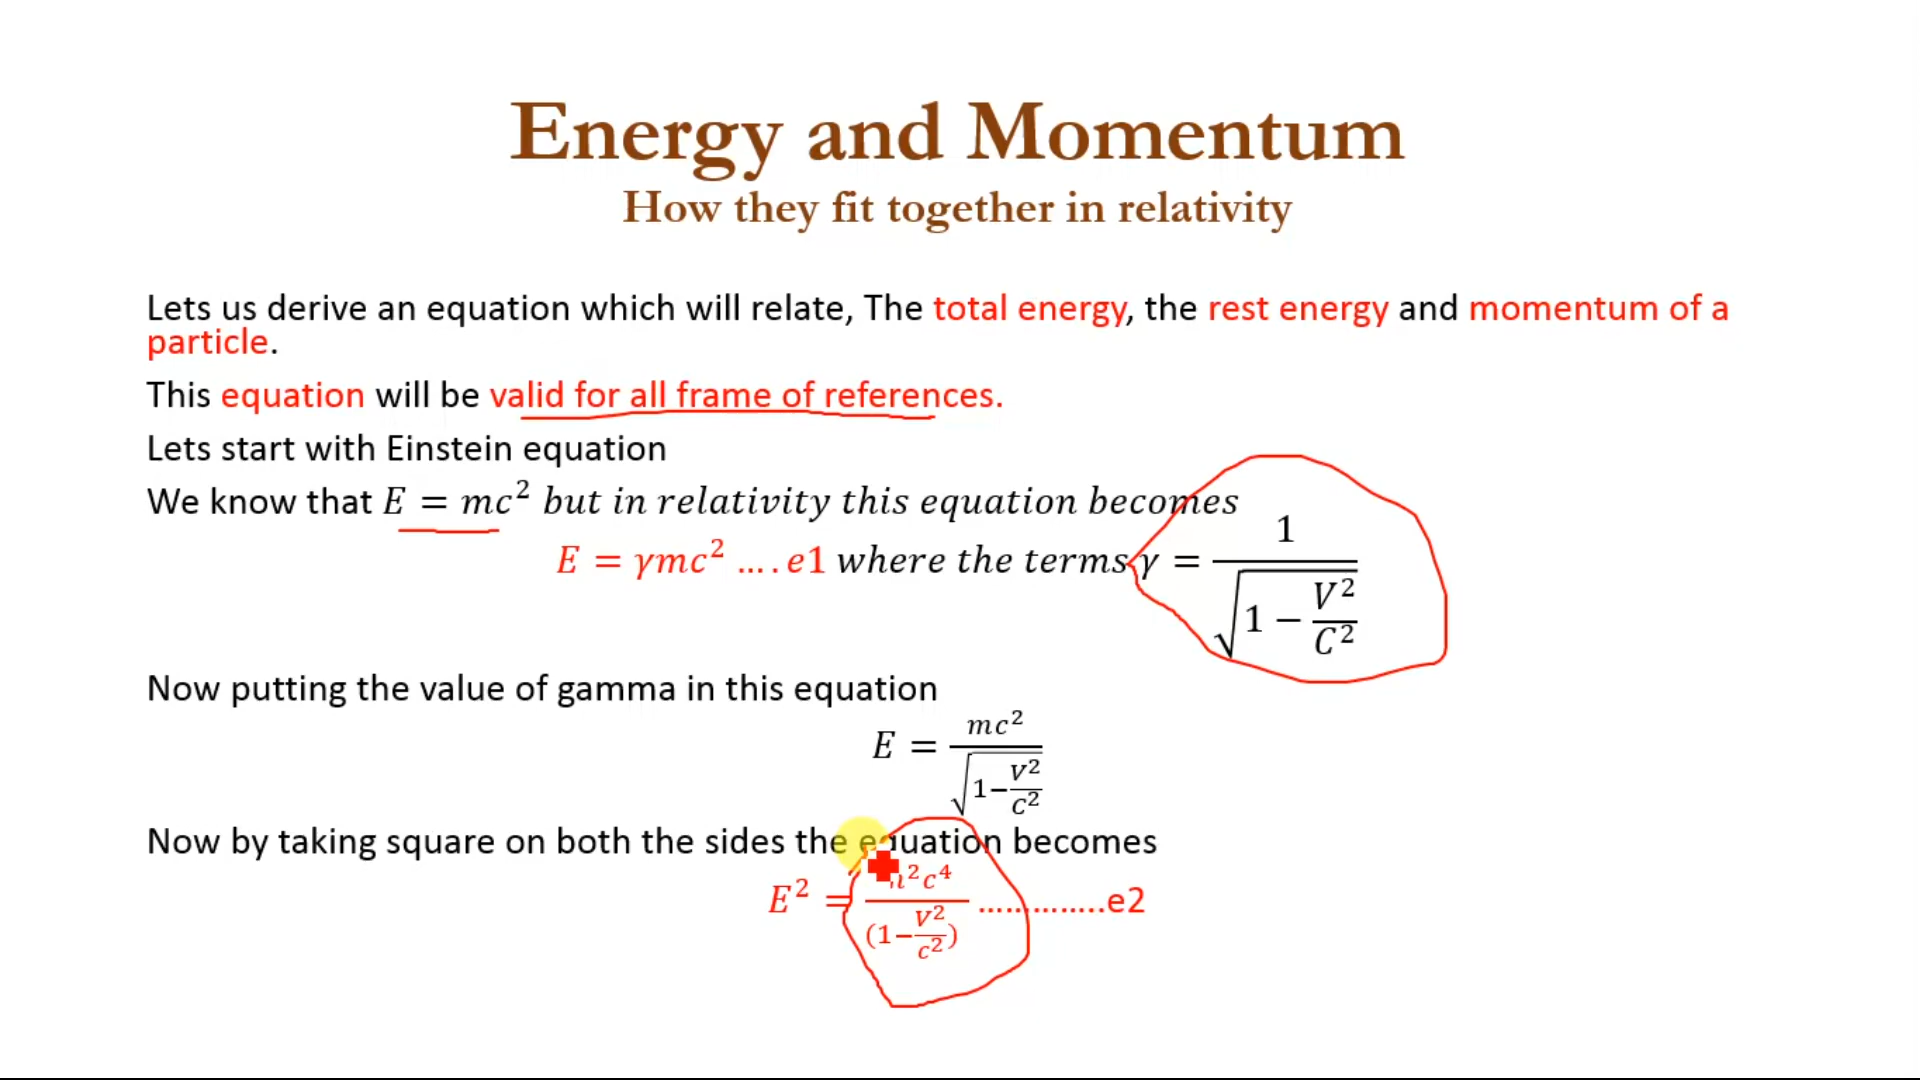 Energy and Momentum
How they fit together in relativity
Lets us derive an equation which will relate, The total energy, the rest energy and momentum of a
particle.
This equation will be valid for all frame of references.
Lets start with Einstein equation
We know that E = mc² but in relativity this equation becomes
E = γmc² .... e1 where the terms γ = 1 / √(1 − V²/C²)
Now putting the value of gamma in this equation
E = mc² / √(1−V²/C²)
Now by taking square on both the sides the equation becomes
E² = ²c⁴ / (1−V²/c²) ..............e2